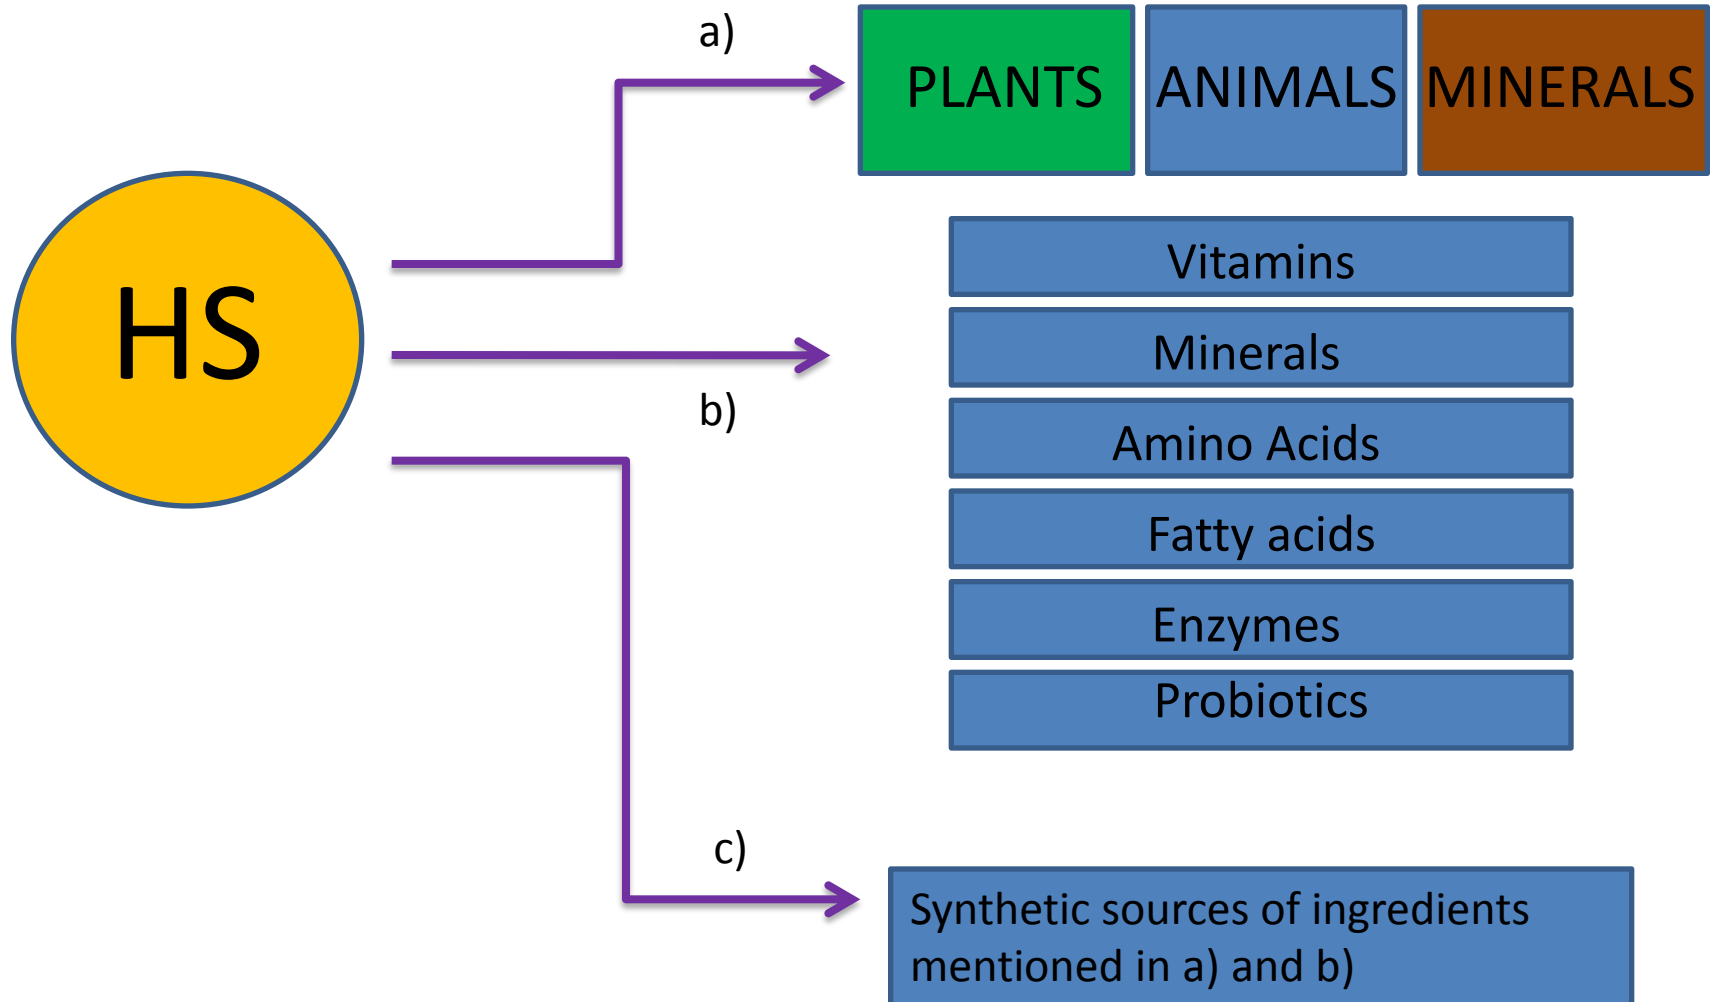 a)
PLANTS
ANIMALS
MINERALS
HS
Vitamins
Minerals
b)
Amino Acids
Fatty acids
Enzymes
Probiotics
c)
Synthetic sources of ingredients
mentioned in a) and b)